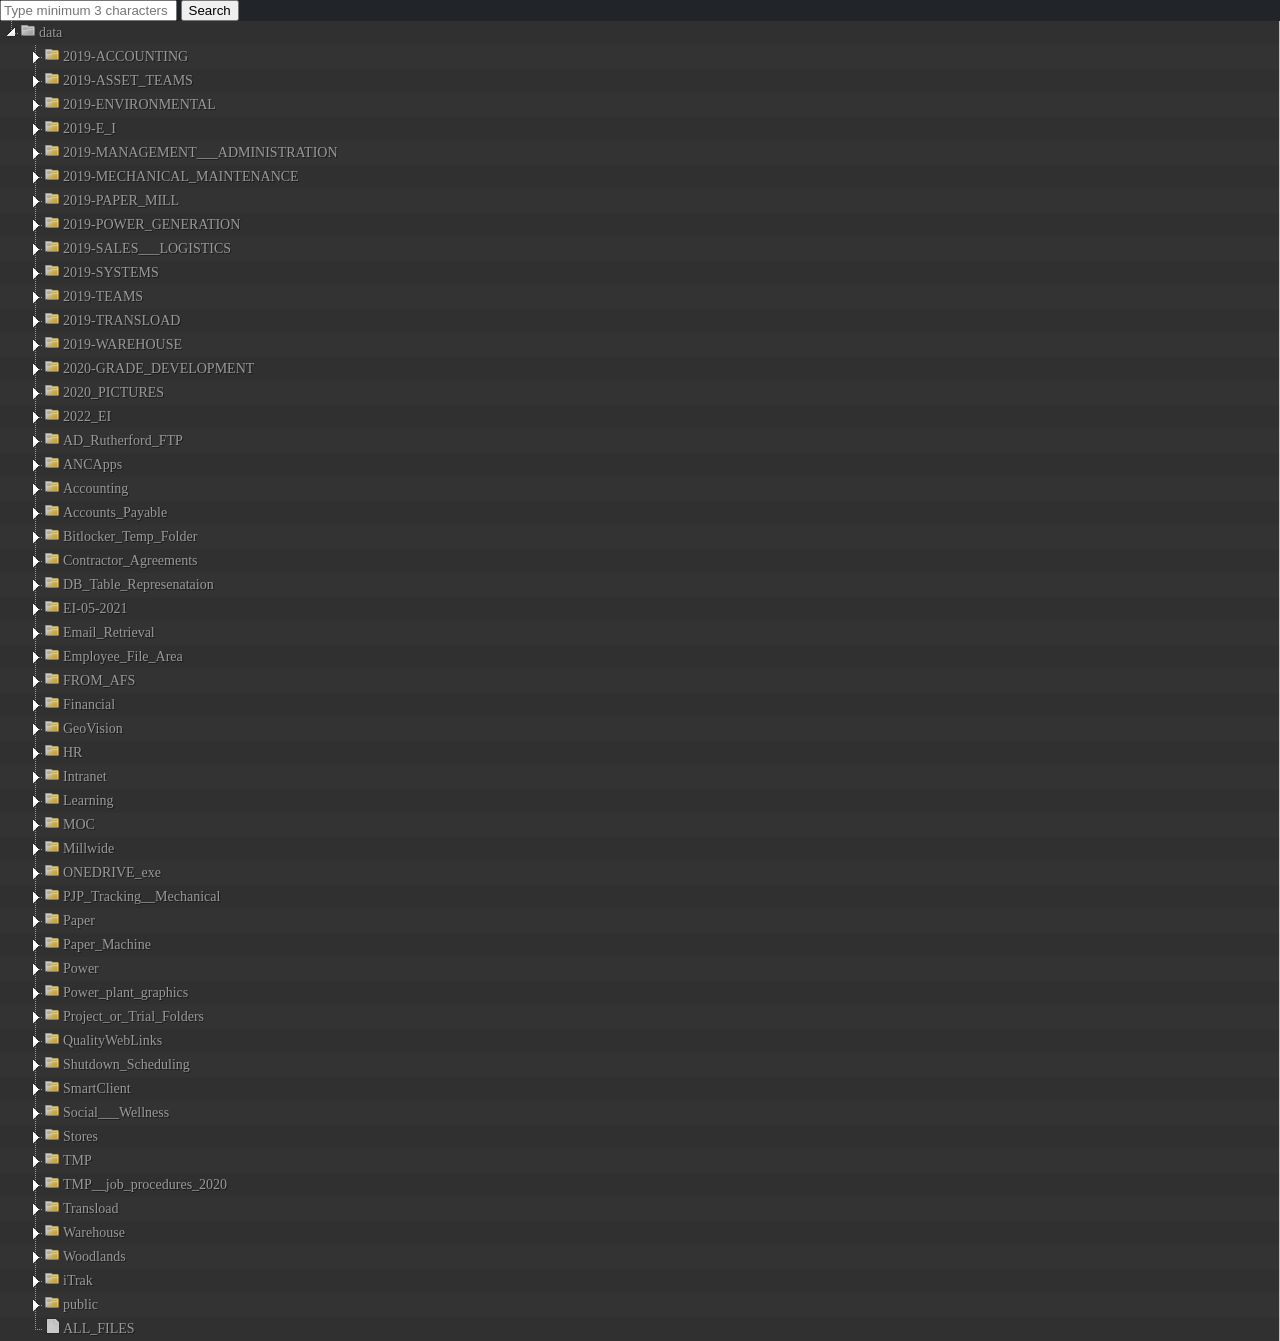 Type minimum 3 characters Search
data
2019-ACCOUNTING
2019-ASSET_TEAMS
2019-ENVIRONMENTAL
2019-E_I
2019-MANAGEMENT___ADMINISTRATION
2019-MECHANICAL_MAINTENANCE
2019-PAPER_MILL
2019-POWER_GENERATION
2019-SALES___LOGISTICS
2019-SYSTEMS
2019-TEAMS
2019-TRANSLOAD
2019-WAREHOUSE
2020-GRADE_DEVELOPMENT
2020_PICTURES
2022_EI
AD_Rutherford_FTP
ANCApps
Accounting
Accounts_Payable
Bitlocker_Temp_Folder
Contractor_Agreements
DB_Table_Represenataion
EI-05-2021
Email_Retrieval
Employee_File_Area
FROM_AFS
Financial
GeoVision
HR
Intranet
Learning
MOC
Millwide
ONEDRIVE_exe
PJP_Tracking__Mechanical
Paper
Paper_Machine
Power
Power_plant_graphics
Project_or_Trial_Folders
QualityWebLinks
Shutdown_Scheduling
SmartClient
Social___Wellness
Stores
TMP
TMP__job_procedures_2020
Transload
Warehouse
Woodlands
iTrak
public
ALL_FILES